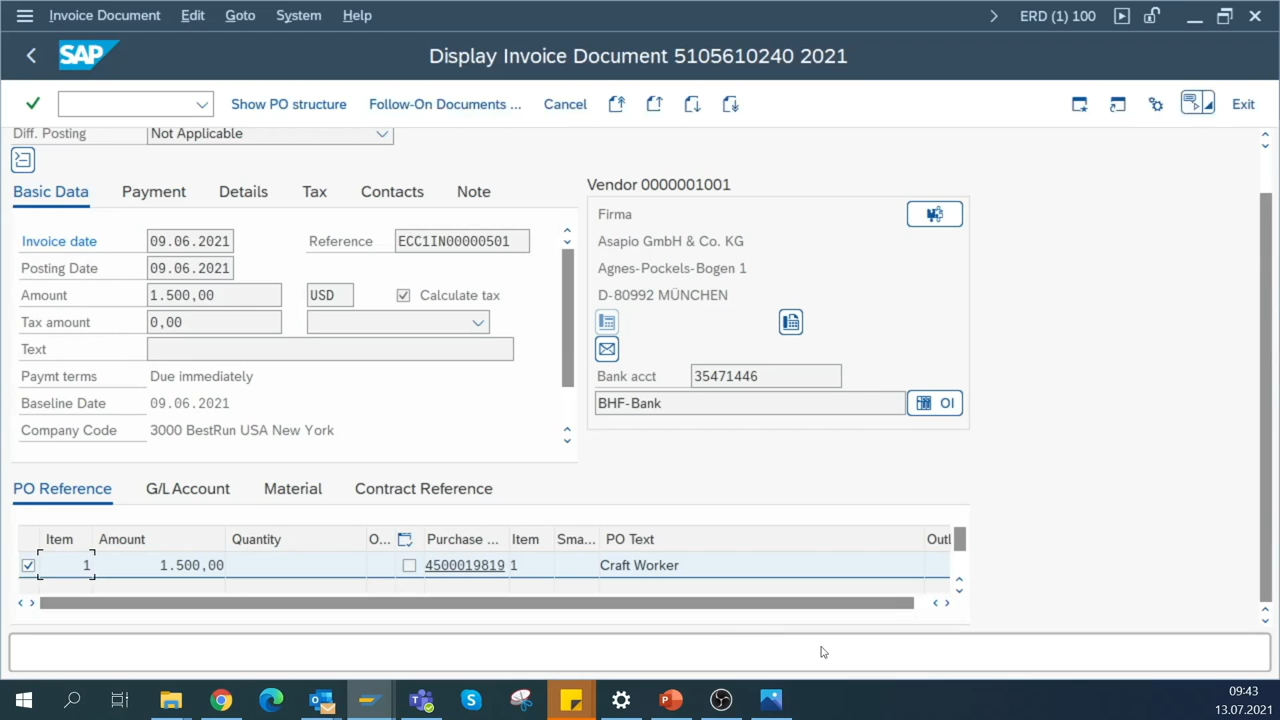 Invoice Document Edit Goto System Help ERD (1) 100
SAP Display Invoice Document 5105610240 2021
Show PO structure Follow-On Documents ... Cancel Exit
Diff. Posting Not Applicable
Basic Data Payment Details Tax Contacts Note
Invoice date 09.06.2021 Reference ECC1IN00000501
Posting Date 09.06.2021
Amount 1.500,00 USD Calculate tax
Tax amount 0,00
Text
Paymt terms Due immediately
Baseline Date 09.06.2021
Company Code 3000 BestRun USA New York
Vendor 0000001001
Firma
Asapio GmbH & Co. KG
Agnes-Pockels-Bogen 1
D-80992 MÜNCHEN
Bank acct 35471446
BHF-Bank OI
PO Reference G/L Account Material Contract Reference
Item Amount Quantity O... Purchase ... Item Sma... PO Text Outl
1 1.500,00 4500019819 1 Craft Worker
09:43
13.07.2021